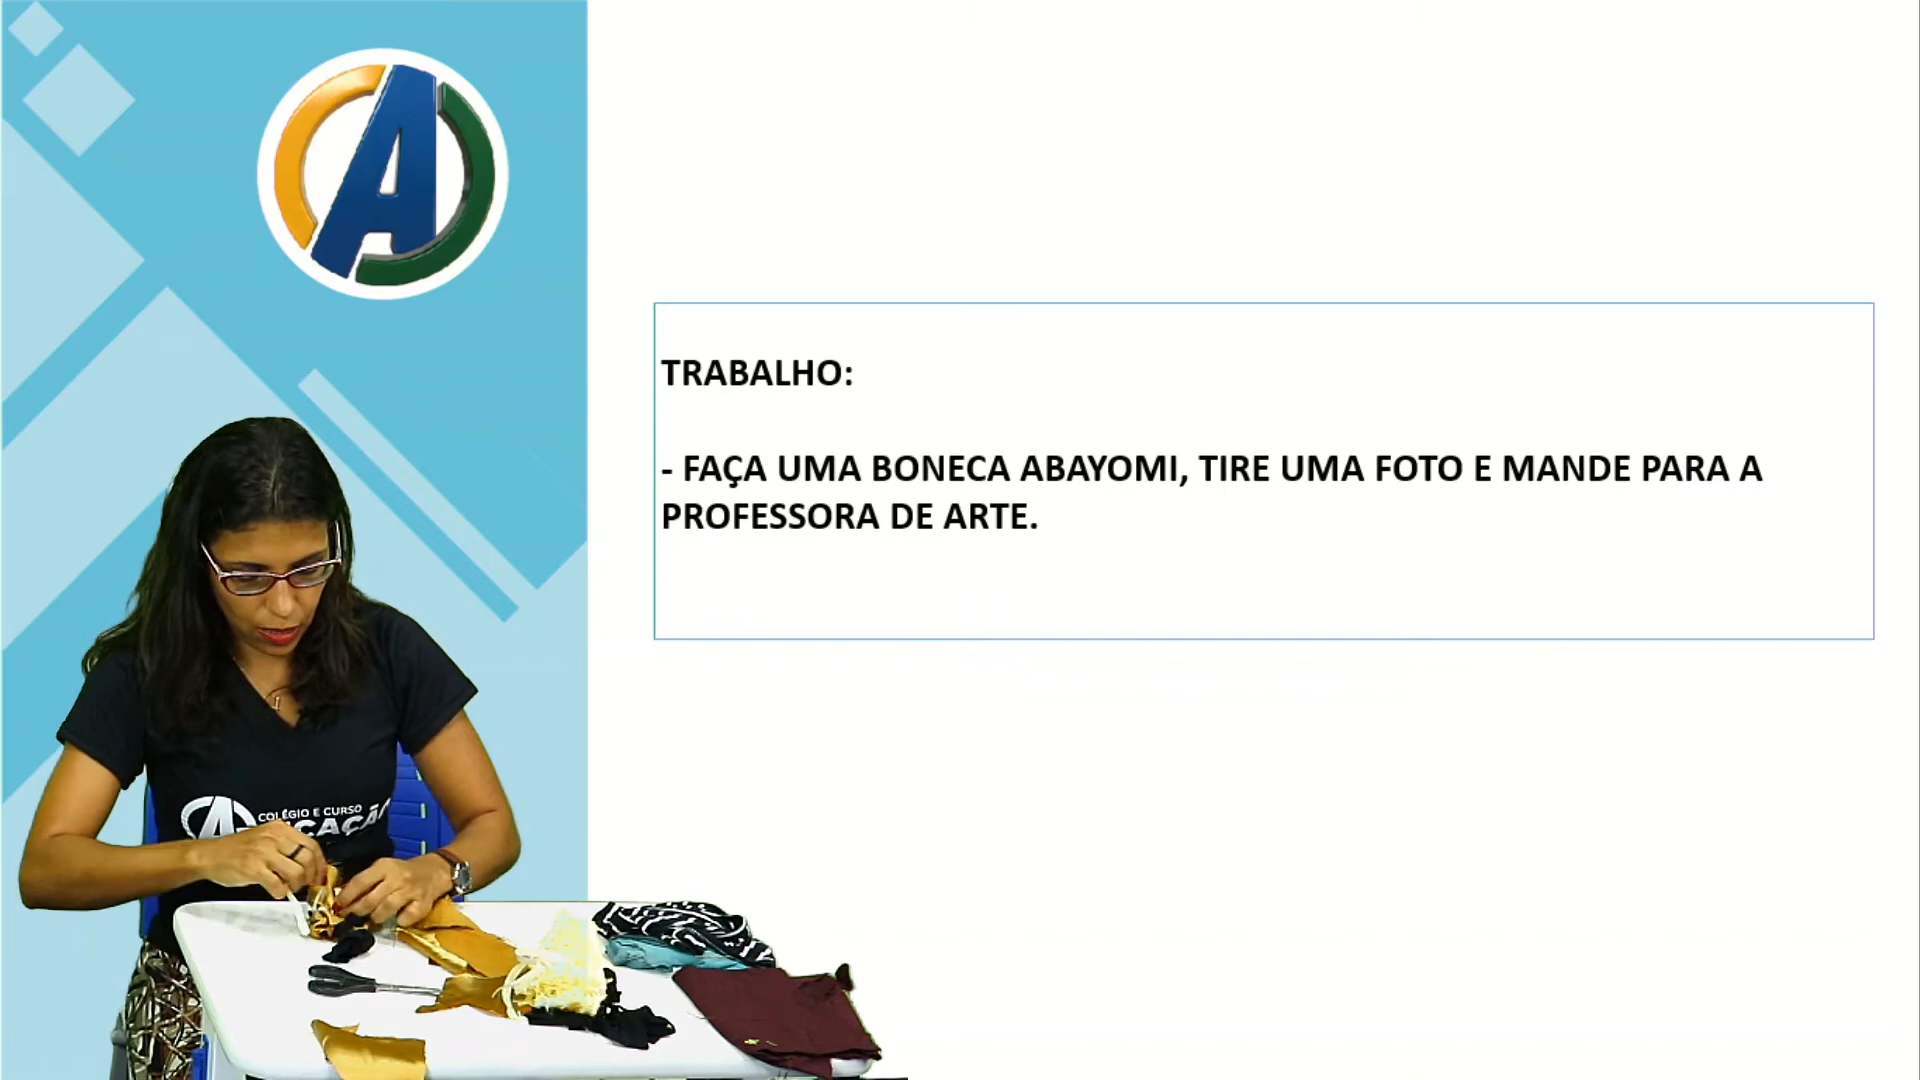 A
TRABALHO:
- FAÇA UMA BONECA ABAYOMI, TIRE UMA FOTO E MANDE PARA A
PROFESSORA DE ARTE.
COLÉGIO E CURSO